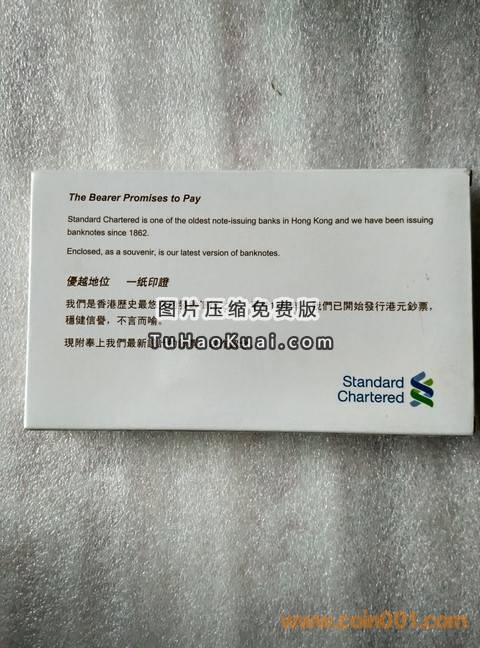 The Bearer Promises to Pay
Standard Chartered is one of the oldest note-issuing banks in Hong Kong and we have been issuing
banknotes since 1862.
Enclosed, as a souvenir, is our latest version of banknotes.
優越地位 一紙印證
我們是香港歷史最悠 我們已開始發行港元鈔票，
图片压缩免费版
穩健信譽，不言而喻。
TuHaoKuai.com
現附奉上我們最新
Standard
Chartered
www.coin001.com